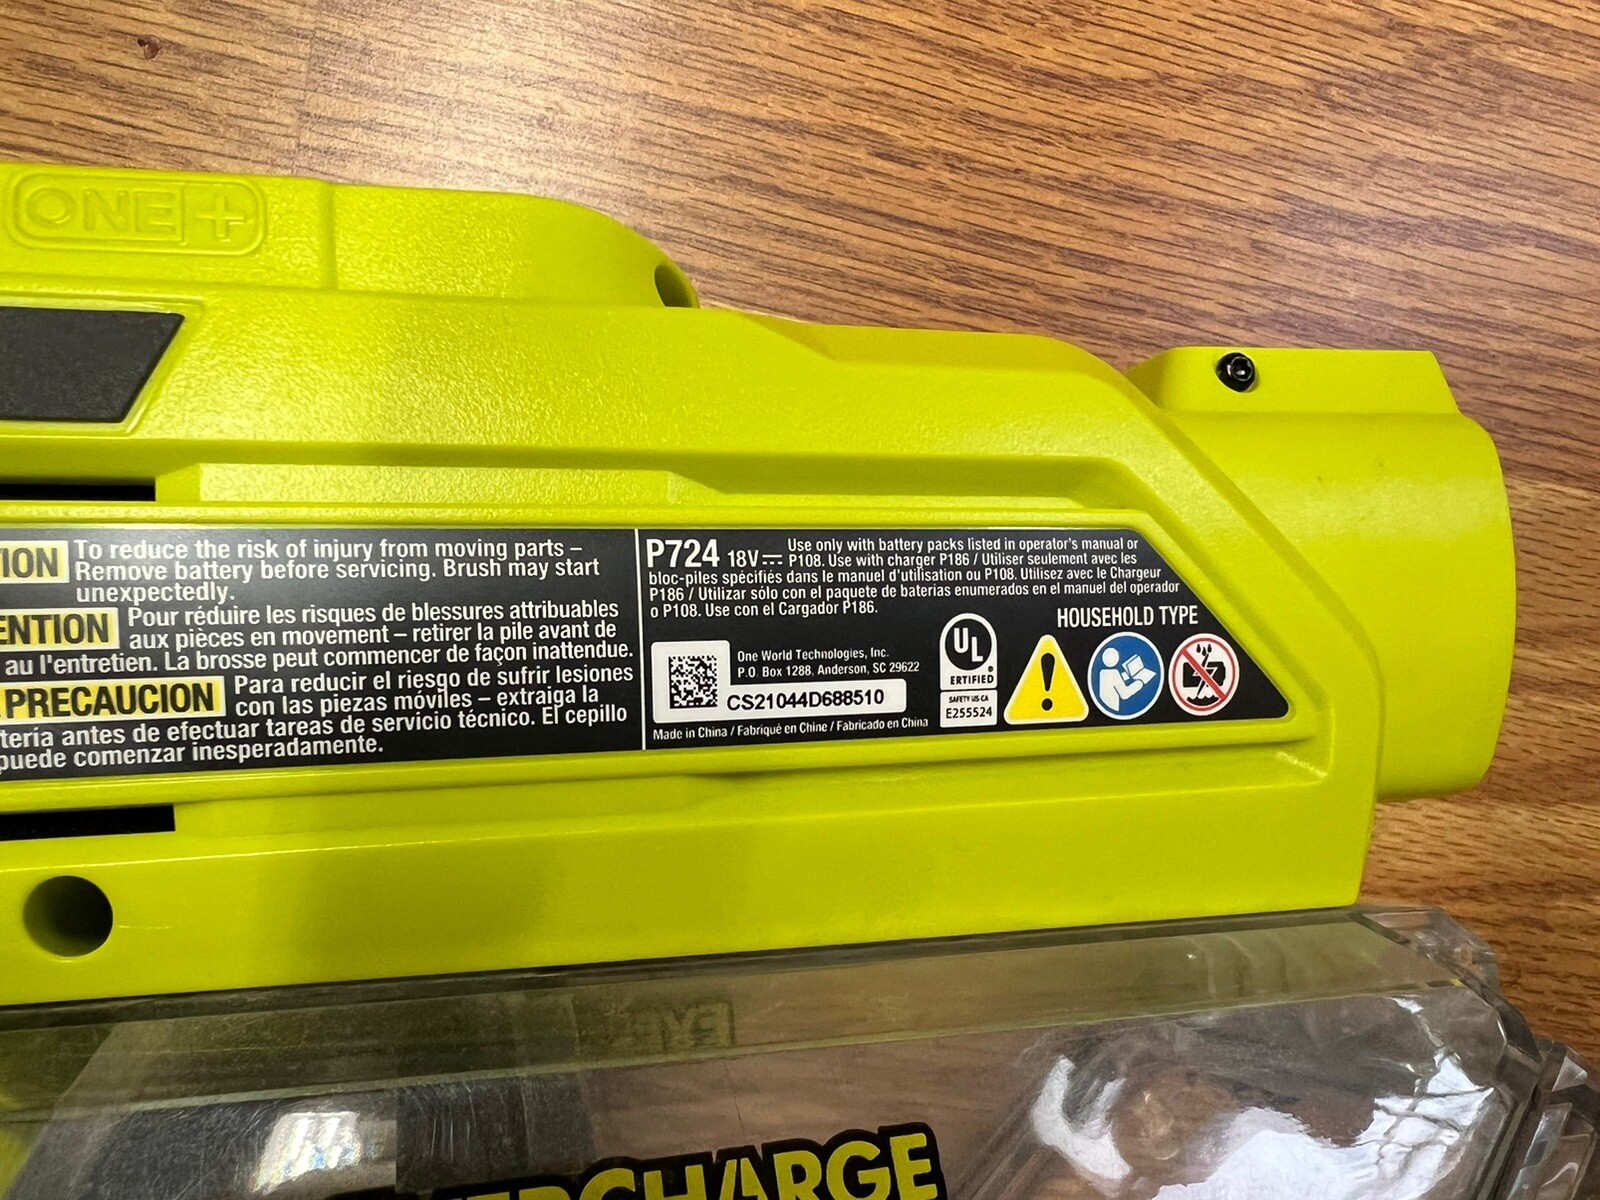 ONE+
TION To reduce the risk of injury from moving parts –
Remove battery before servicing. Brush may start
unexpectedly.
ENTION Pour réduire les risques de blessures attribuables
aux pièces en movement – retirer la pile avant de
au l'entretien. La brosse peut commencer de façon inattendue.
PRECAUCION Para reducir el riesgo de sufrir lesiones
con las piezas móviles – extraiga la
tería antes de efectuar tareas de servicio técnico. El cepillo
puede comenzar inesperadamente.
P724 18V Use only with battery packs listed in operator's manual or
P108. Use with charger P186 / Utiliser seulement avec les
bloc-piles spécifiés dans le manuel d'utilisation ou P108. Utilisez avec le Chargeur
P186 / Utilizar sólo con el paquete de baterias enumerados en el manual del operador
o P108. Use con el Cargador P186.
HOUSEHOLD TYPE
One World Technologies, Inc.
P.O. Box 1288, Anderson, SC 29622
CS21044D688510
Made in China / Fabriqué en Chine / Fabricado en China
UL
ERTIFIED
SAFETY US CA
E255524
ERCHARGE